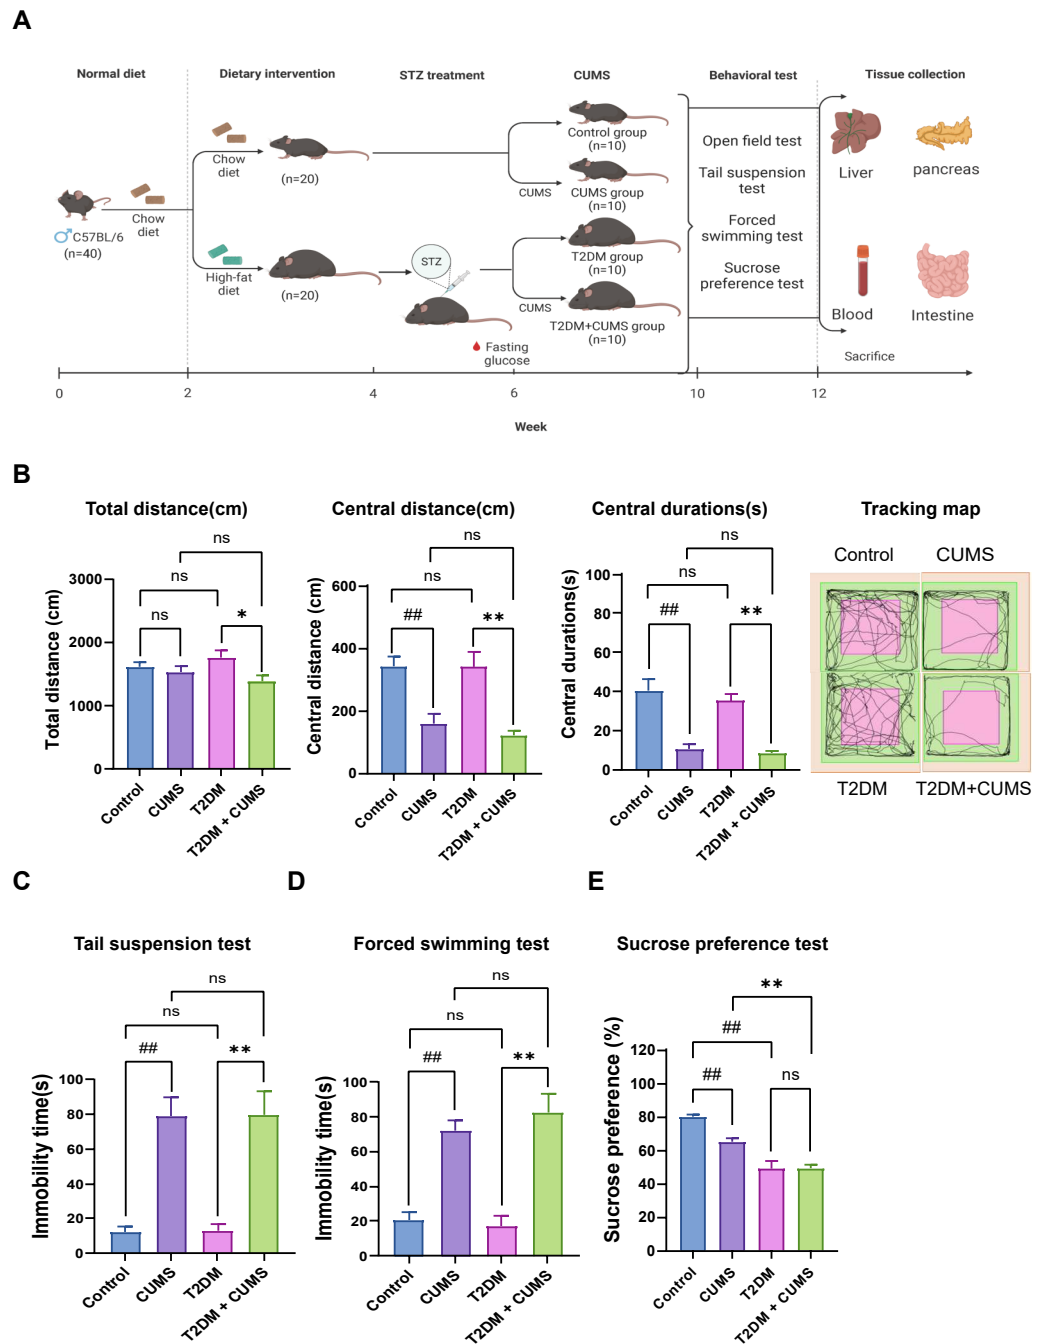 A
Normal diet
Dietary intervention
STZ treatment
CUMS
Behavioral test
Tissue collection
♂ C57BL/6
(n=40)
Chow
diet
Chow
diet
(n=20)
High-fat
diet
(n=20)
STZ
Fasting
glucose
CUMS
CUMS
Control group
(n=10)
CUMS group
(n=10)
T2DM group
(n=10)
T2DM+CUMS group
(n=10)
Open field test
Tail suspension
test
Forced
swimming test
Sucrose
preference test
Liver
pancreas
Blood
Intestine
Sacrifice
0
2
4
6
10
12
Week
B
Total distance(cm)
ns
ns
ns
*
Total distance (cm)
3000
2000
1000
0
Control
CUMS
T2DM
T2DM + CUMS
Central distance(cm)
ns
ns
##
**
Central distance (cm)
600
400
200
0
Control
CUMS
T2DM
T2DM + CUMS
Central durations(s)
ns
ns
##
**
Central durations(s)
100
80
60
40
20
0
Control
CUMS
T2DM
T2DM + CUMS
Tracking map
Control
CUMS
T2DM
T2DM+CUMS
C
Tail suspension test
ns
ns
##
**
Immobility time(s)
100
80
60
40
20
0
Control
CUMS
T2DM
T2DM + CUMS
D
Forced swimming test
ns
ns
##
**
Immobility time(s)
100
80
60
40
20
0
Control
CUMS
T2DM
T2DM + CUMS
E
Sucrose preference test
**
##
##
ns
Sucrose preference (%)
120
100
80
60
40
20
0
Control
CUMS
T2DM
T2DM + CUMS